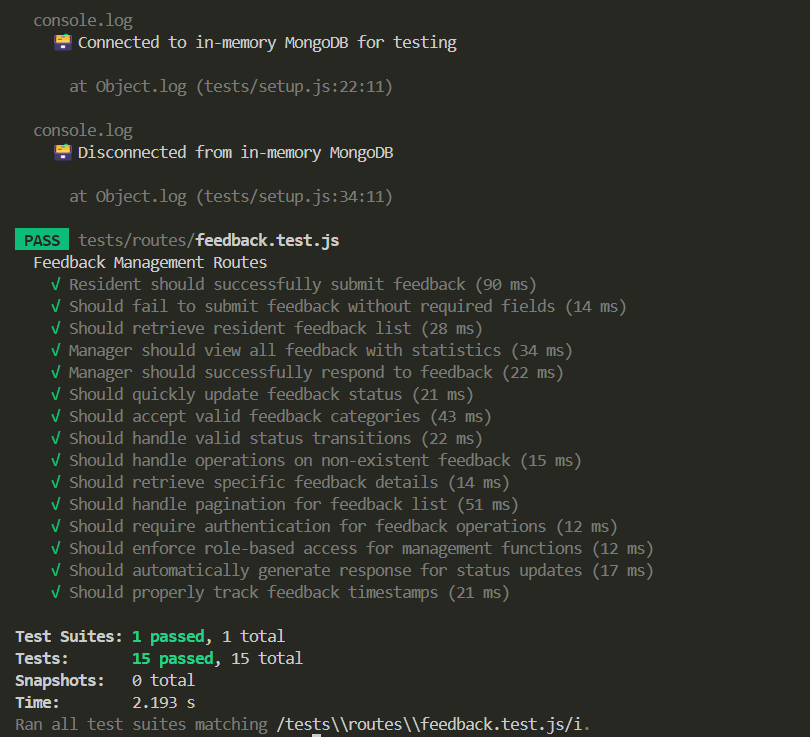 console.log
🗃️ Connected to in-memory MongoDB for testing
at Object.log (tests/setup.js:22:11)
console.log
🗃️ Disconnected from in-memory MongoDB
at Object.log (tests/setup.js:34:11)
PASS tests/routes/feedback.test.js
Feedback Management Routes
√ Resident should successfully submit feedback (90 ms)
√ Should fail to submit feedback without required fields (14 ms)
√ Should retrieve resident feedback list (28 ms)
√ Manager should view all feedback with statistics (34 ms)
√ Manager should successfully respond to feedback (22 ms)
√ Should quickly update feedback status (21 ms)
√ Should accept valid feedback categories (43 ms)
√ Should handle valid status transitions (22 ms)
√ Should handle operations on non-existent feedback (15 ms)
√ Should retrieve specific feedback details (14 ms)
√ Should handle pagination for feedback list (51 ms)
√ Should require authentication for feedback operations (12 ms)
√ Should enforce role-based access for management functions (12 ms)
√ Should automatically generate response for status updates (17 ms)
√ Should properly track feedback timestamps (21 ms)
Test Suites: 1 passed, 1 total
Tests: 15 passed, 15 total
Snapshots: 0 total
Time: 2.193 s
Ran all test suites matching /tests\\routes\\feedback.test.js/i.